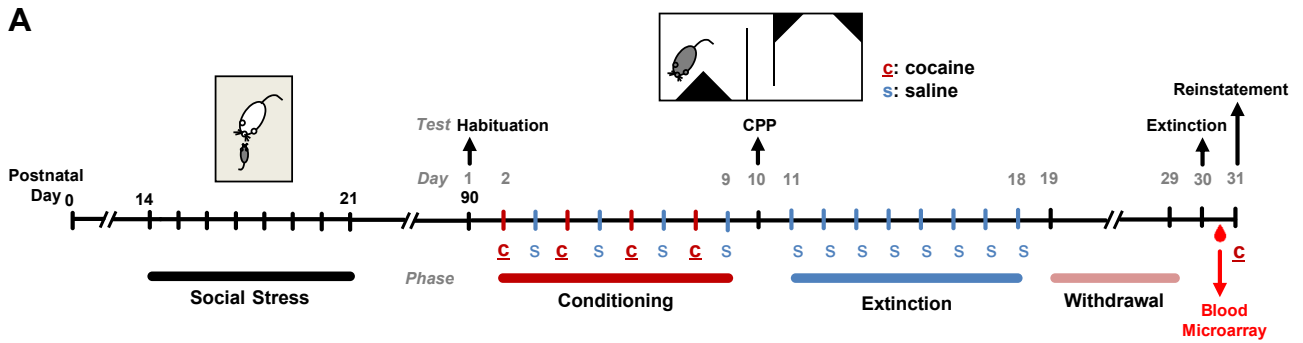 A
c: cocaine
s: saline
Test Habituation CPP Extinction Reinstatement
Postnatal
Day 0 14 21
Day 1 2 9 10 11 18 19 29 30 31
90
c s c s c s c s s s s s s s s s c
Phase
Social Stress Conditioning Extinction Withdrawal
Blood
Microarray